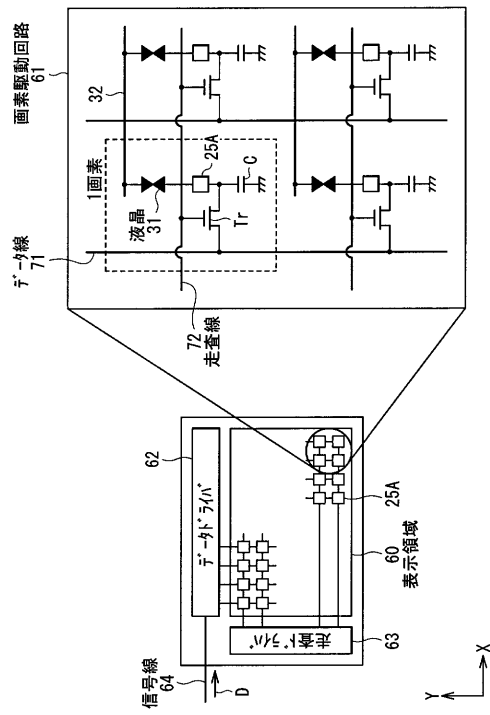 画素駆動回路
61
32
1画素
25A
C
液晶
31
Tr
データ線
71
72
走査線
62
データドライバ
25A
60
表示領域
走査ドライバ
63
信号線
64
D
Y
X